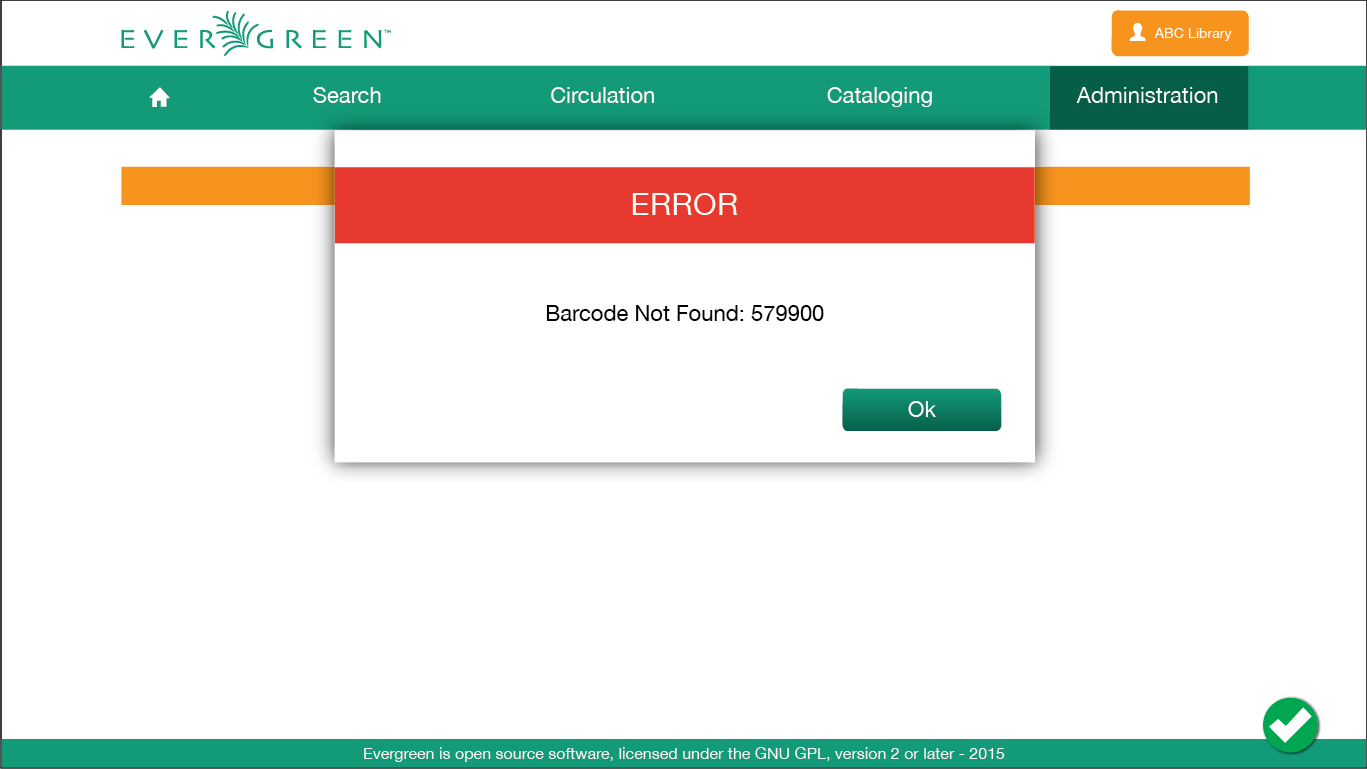 EVERGREEN™
ABC Library
Search
Circulation
Cataloging
Administration
ERROR
Barcode Not Found: 579900
Ok
Evergreen is open source software, licensed under the GNU GPL, version 2 or later - 2015